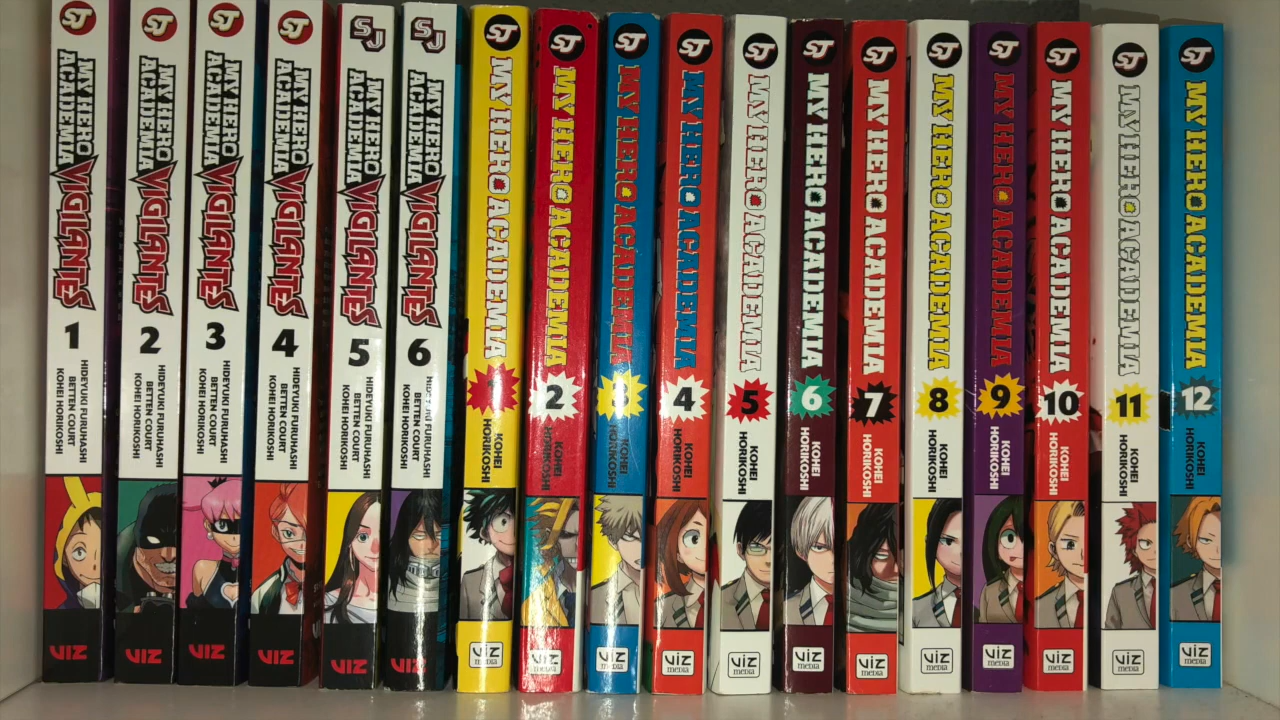 SJ
MY HERO
ACADEMIA
VIGILANTES
1
HIDEYUKI FURUHASHI
BETTEN COURT
KOHEI HORIKOSHI
VIZ
SJ
MY HERO
ACADEMIA
VIGILANTES
2
HIDEYUKI FURUHASHI
BETTEN COURT
KOHEI HORIKOSHI
VIZ
SJ
MY HERO
ACADEMIA
VIGILANTES
3
HIDEYUKI FURUHASHI
BETTEN COURT
KOHEI HORIKOSHI
VIZ
SJ
MY HERO
ACADEMIA
VIGILANTES
4
HIDEYUKI FURUHASHI
BETTEN COURT
KOHEI HORIKOSHI
VIZ
SJ
MY HERO
ACADEMIA
VIGILANTES
5
HIDEYUKI FURUHASHI
BETTEN COURT
KOHEI HORIKOSHI
VIZ
SJ
MY HERO
ACADEMIA
VIGILANTES
6
HIDEYUKI FURUHASHI
BETTEN COURT
KOHEI HORIKOSHI
VIZ
SJ
MY HERO ACADEMIA
1
KOHEI
HORIKOSHI
VIZ
media
SJ
MY HERO ACADEMIA
2
KOHEI
HORIKOSHI
VIZ
media
SJ
MY HERO ACADEMIA
3
KOHEI
HORIKOSHI
VIZ
media
SJ
MY HERO ACADEMIA
4
KOHEI
HORIKOSHI
VIZ
media
SJ
MY HERO ACADEMIA
5
KOHEI
HORIKOSHI
VIZ
media
SJ
MY HERO ACADEMIA
6
KOHEI
HORIKOSHI
VIZ
media
SJ
MY HERO ACADEMIA
7
KOHEI
HORIKOSHI
VIZ
media
SJ
MY HERO ACADEMIA
8
KOHEI
HORIKOSHI
VIZ
media
SJ
MY HERO ACADEMIA
9
KOHEI
HORIKOSHI
VIZ
media
SJ
MY HERO ACADEMIA
10
KOHEI
HORIKOSHI
VIZ
media
SJ
MY HERO ACADEMIA
11
KOHEI
HORIKOSHI
VIZ
media
SJ
MY HERO ACADEMIA
12
KOHEI
HORIKOSHI
VIZ
media